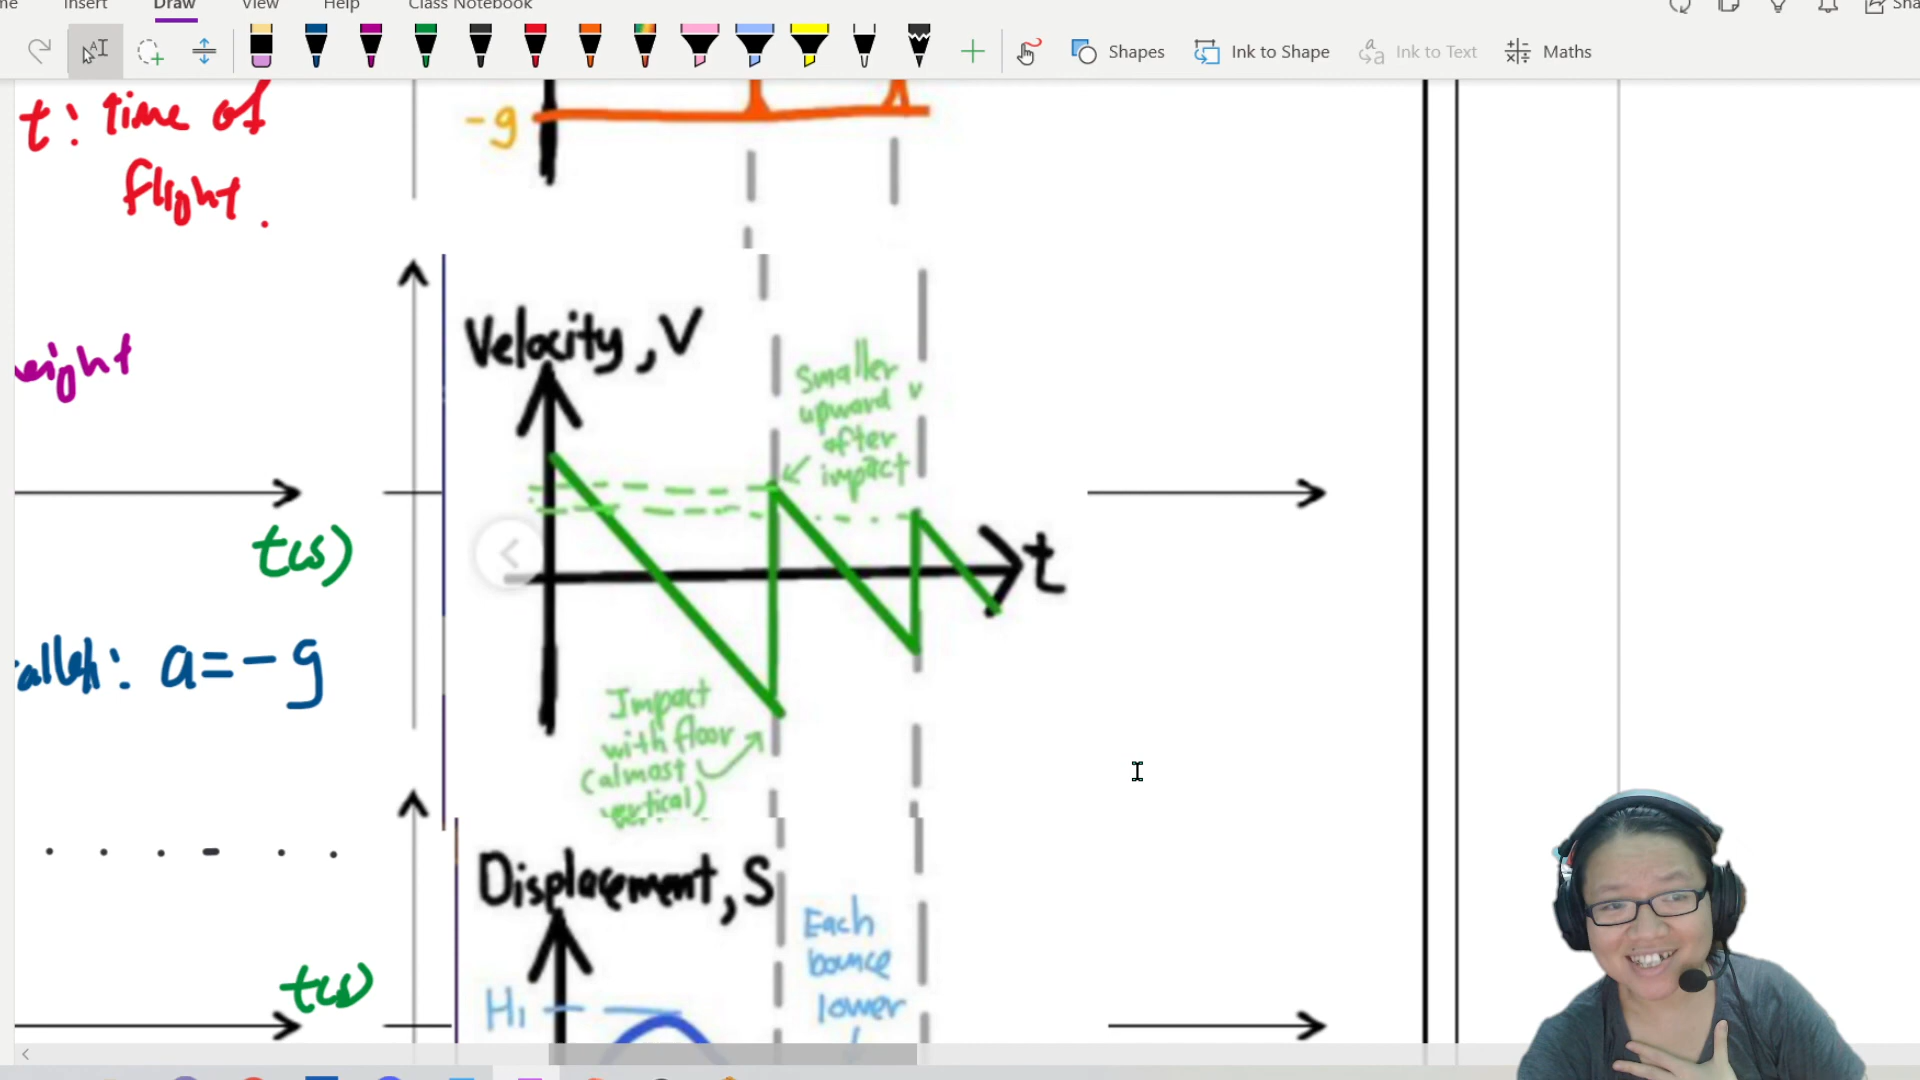 Insert Draw View Help Class Notebook
Shapes Ink to Shape Ink to Text Maths
t: time of
flight.
-g
Velocity, V
Smaller
upward v
after
impact
t
t(s)
a=-g
Impact
with floor
(almost
vertical)
Displacement, S
Each
bounce
lower
H1
t(s)